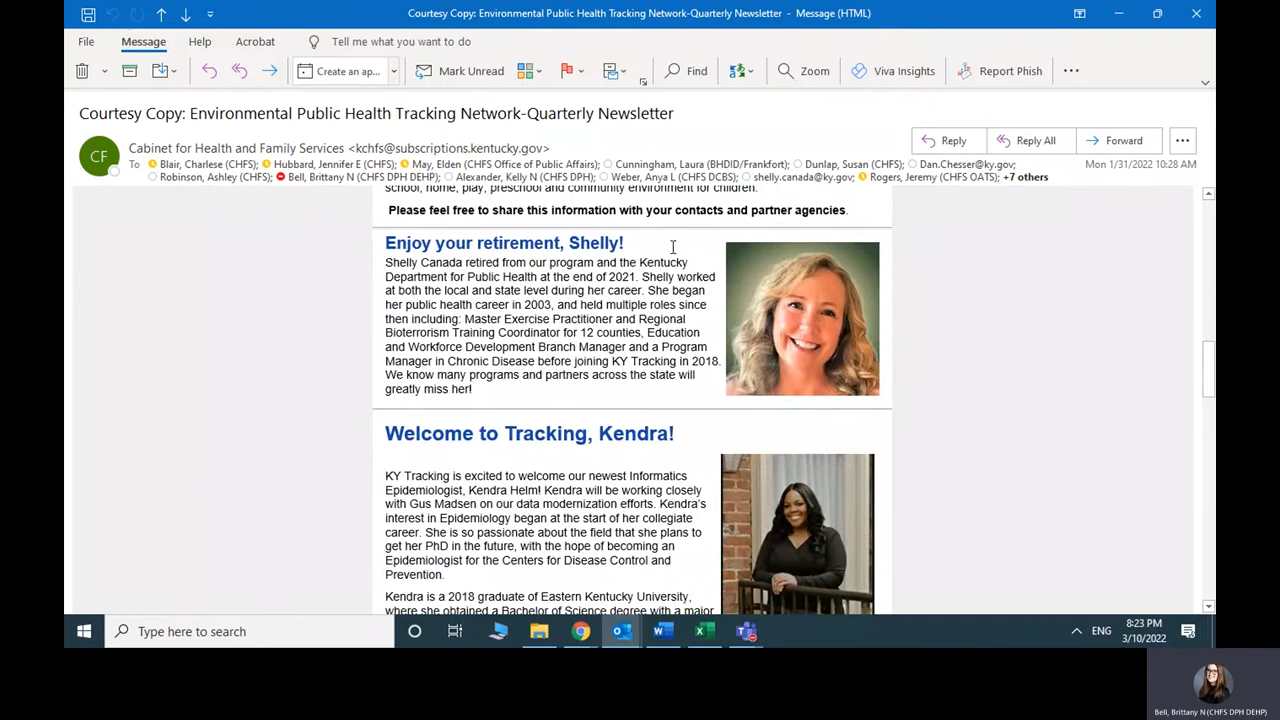 Courtesy Copy: Environmental Public Health Tracking Network-Quarterly Newsletter - Message (HTML)
File Message Help Acrobat Tell me what you want to do
Create an ap... Mark Unread Find Zoom Viva Insights Report Phish
Courtesy Copy: Environmental Public Health Tracking Network-Quarterly Newsletter
CF
Cabinet for Health and Family Services <kchfs@subscriptions.kentucky.gov>
Reply Reply All Forward
To Blair, Charlese (CHFS); Hubbard, Jennifer E (CHFS); May, Elden (CHFS Office of Public Affairs); Cunningham, Laura (BHDID/Frankfort); Dunlap, Susan (CHFS); Dan.Chesser@ky.gov;
Robinson, Ashley (CHFS); Bell, Brittany N (CHFS DPH DEHP); Alexander, Kelly N (CHFS DPH); Weber, Anya L (CHFS DCBS); shelly.canada@ky.gov; Rogers, Jeremy (CHFS OATS); +7 others
Mon 1/31/2022 10:28 AM
school, home, play, preschool and community environment for children.
Please feel free to share this information with your contacts and partner agencies.
Enjoy your retirement, Shelly!
Shelly Canada retired from our program and the Kentucky
Department for Public Health at the end of 2021. Shelly worked
at both the local and state level during her career. She began
her public health career in 2003, and held multiple roles since
then including: Master Exercise Practitioner and Regional
Bioterrorism Training Coordinator for 12 counties, Education
and Workforce Development Branch Manager and a Program
Manager in Chronic Disease before joining KY Tracking in 2018.
We know many programs and partners across the state will
greatly miss her!
Welcome to Tracking, Kendra!
KY Tracking is excited to welcome our newest Informatics
Epidemiologist, Kendra Helm! Kendra will be working closely
with Gus Madsen on our data modernization efforts. Kendra's
interest in Epidemiology began at the start of her collegiate
career. She is so passionate about the field that she plans to
get her PhD in the future, with the hope of becoming an
Epidemiologist for the Centers for Disease Control and
Prevention.
Kendra is a 2018 graduate of Eastern Kentucky University,
where she obtained a Bachelor of Science degree with a major
Type here to search
ENG
8:23 PM
3/10/2022
Bell, Brittany N (CHFS DPH DEHP)